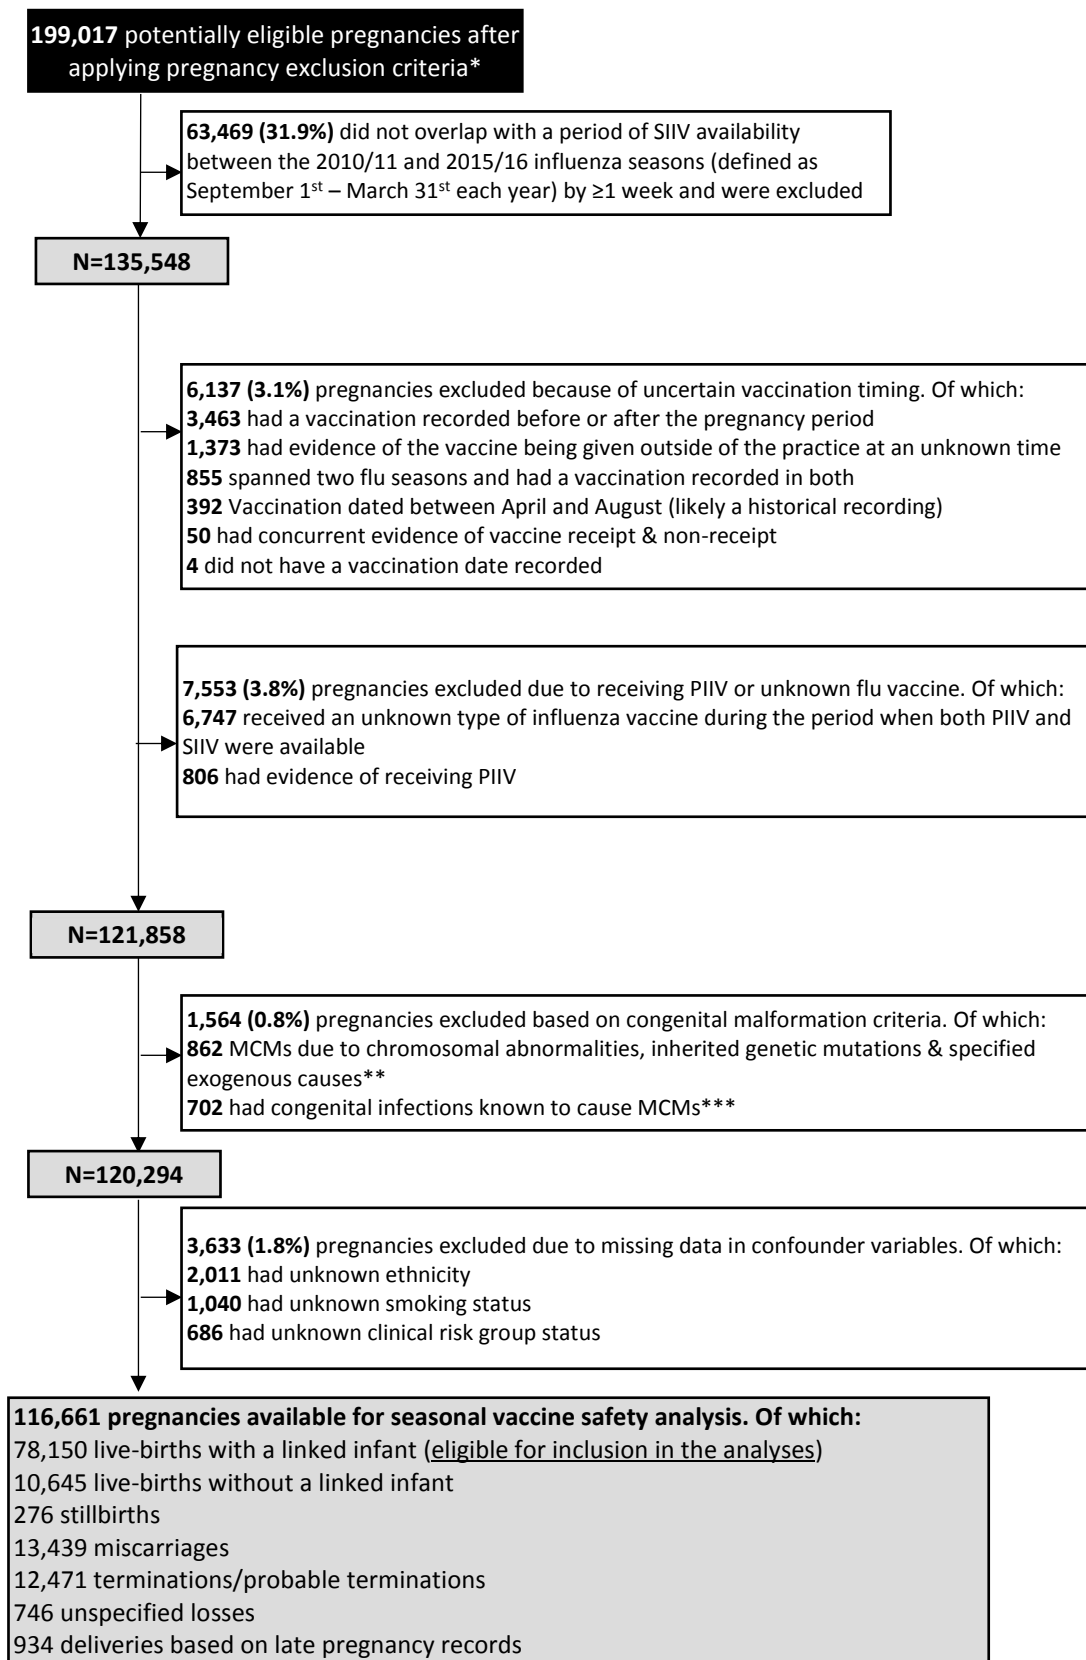 199,017 potentially eligible pregnancies after
applying pregnancy exclusion criteria*
63,469 (31.9%) did not overlap with a period of SIIV availability
between the 2010/11 and 2015/16 influenza seasons (defined as
September 1st – March 31st each year) by ≥1 week and were excluded
N=135,548
6,137 (3.1%) pregnancies excluded because of uncertain vaccination timing. Of which:
3,463 had a vaccination recorded before or after the pregnancy period
1,373 had evidence of the vaccine being given outside of the practice at an unknown time
855 spanned two flu seasons and had a vaccination recorded in both
392 Vaccination dated between April and August (likely a historical recording)
50 had concurrent evidence of vaccine receipt & non-receipt
4 did not have a vaccination date recorded
7,553 (3.8%) pregnancies excluded due to receiving PIIV or unknown flu vaccine. Of which:
6,747 received an unknown type of influenza vaccine during the period when both PIIV and
SIIV were available
806 had evidence of receiving PIIV
N=121,858
1,564 (0.8%) pregnancies excluded based on congenital malformation criteria. Of which:
862 MCMs due to chromosomal abnormalities, inherited genetic mutations & specified
exogenous causes**
702 had congenital infections known to cause MCMs***
N=120,294
3,633 (1.8%) pregnancies excluded due to missing data in confounder variables. Of which:
2,011 had unknown ethnicity
1,040 had unknown smoking status
686 had unknown clinical risk group status
116,661 pregnancies available for seasonal vaccine safety analysis. Of which:
78,150 live-births with a linked infant (eligible for inclusion in the analyses)
10,645 live-births without a linked infant
276 stillbirths
13,439 miscarriages
12,471 terminations/probable terminations
746 unspecified losses
934 deliveries based on late pregnancy records